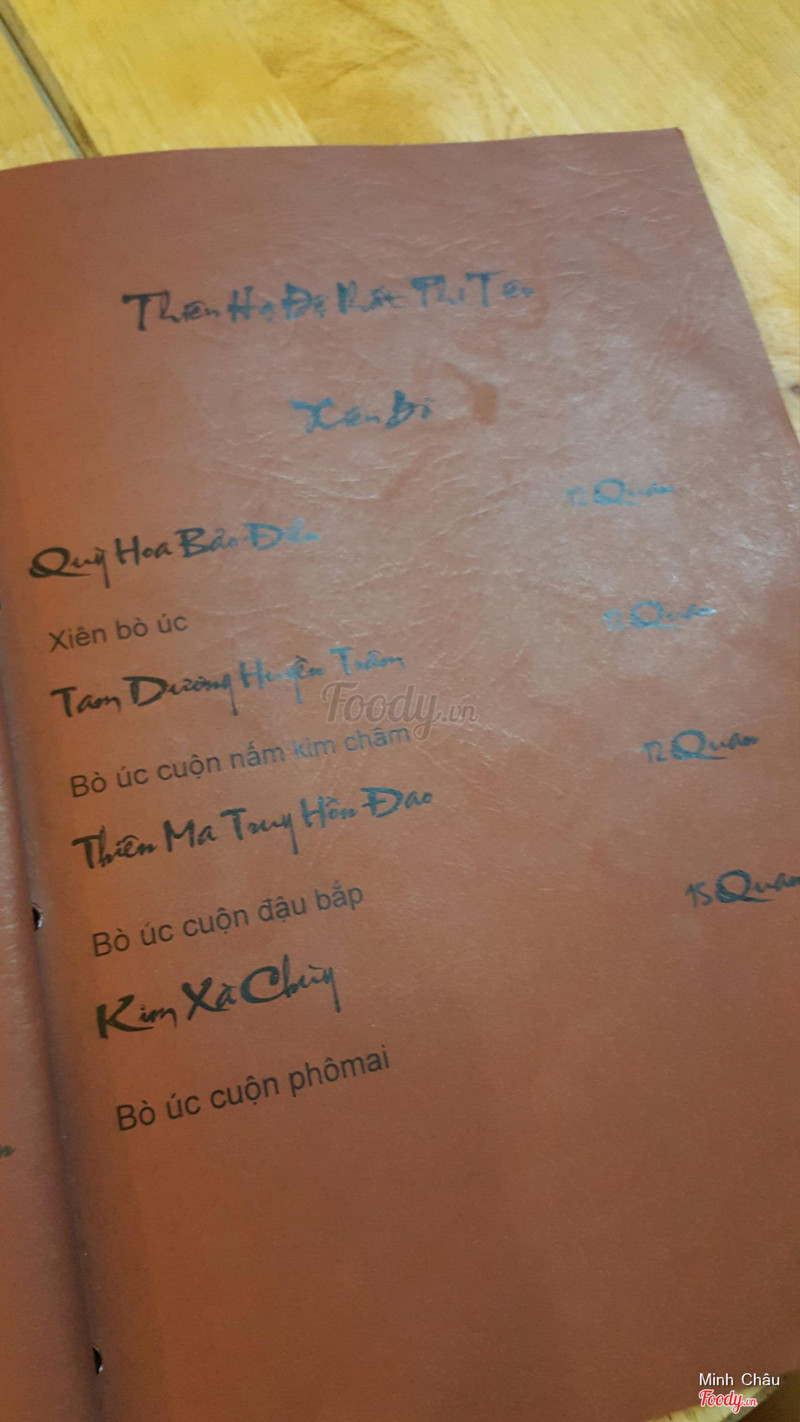 Thiên Hạ Đệ Nhất Phi Tiêu
Xiên Bò
Quỳ Hoa Bảo Điển 12 Quan
Xiên bò úc
Tam Dương Huyền Trâm 12 Quan
Bò úc cuộn nấm kim châm
Thiên Ma Truy Hồn Đao 12 Quan
Bò úc cuộn đậu bắp
Kim Xà Chùy 15 Quan
Bò úc cuộn phômai
Foody.vn
Minh Châu
Foody.vn